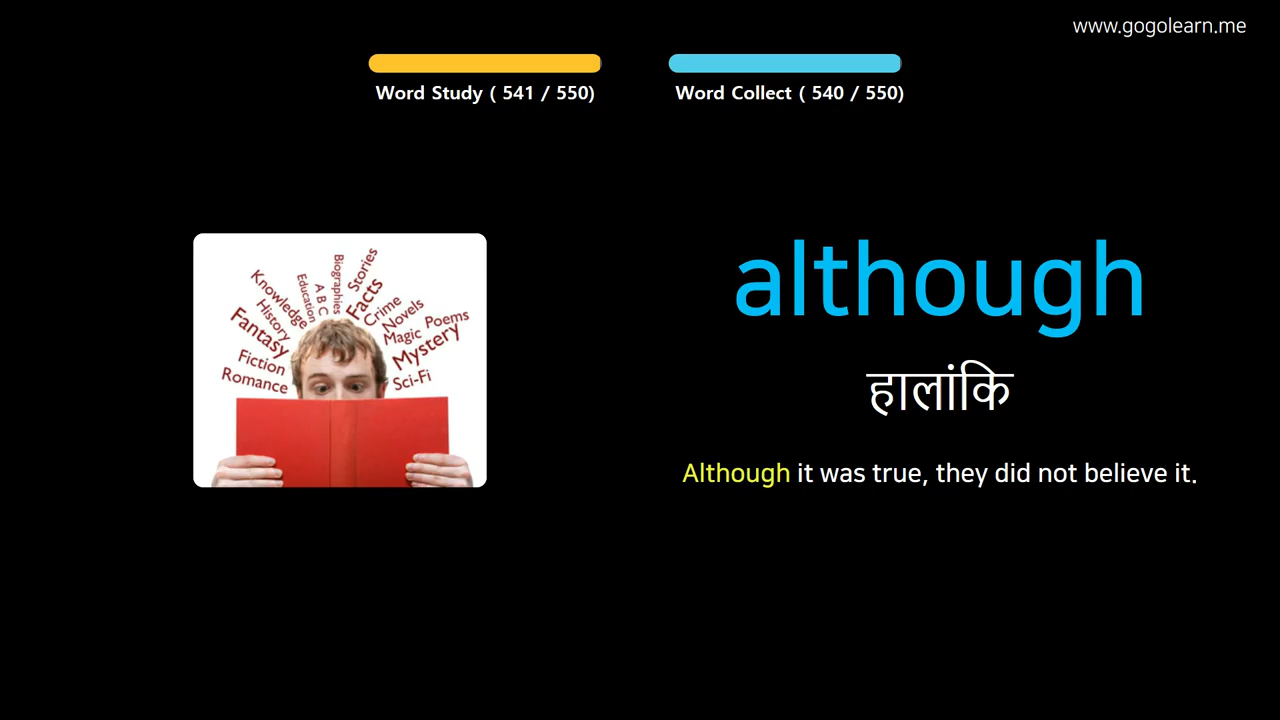 www.gogolearn.me
Word Study ( 541 / 550)
Word Collect ( 540 / 550)
Stories
Biographies
Facts
A B C
Education
Knowledge
History
Crime
Novels
Poems
Magic
Fantasy
Mystery
Fiction
Sci-Fi
Romance
although
हालांकि
Although it was true, they did not believe it.